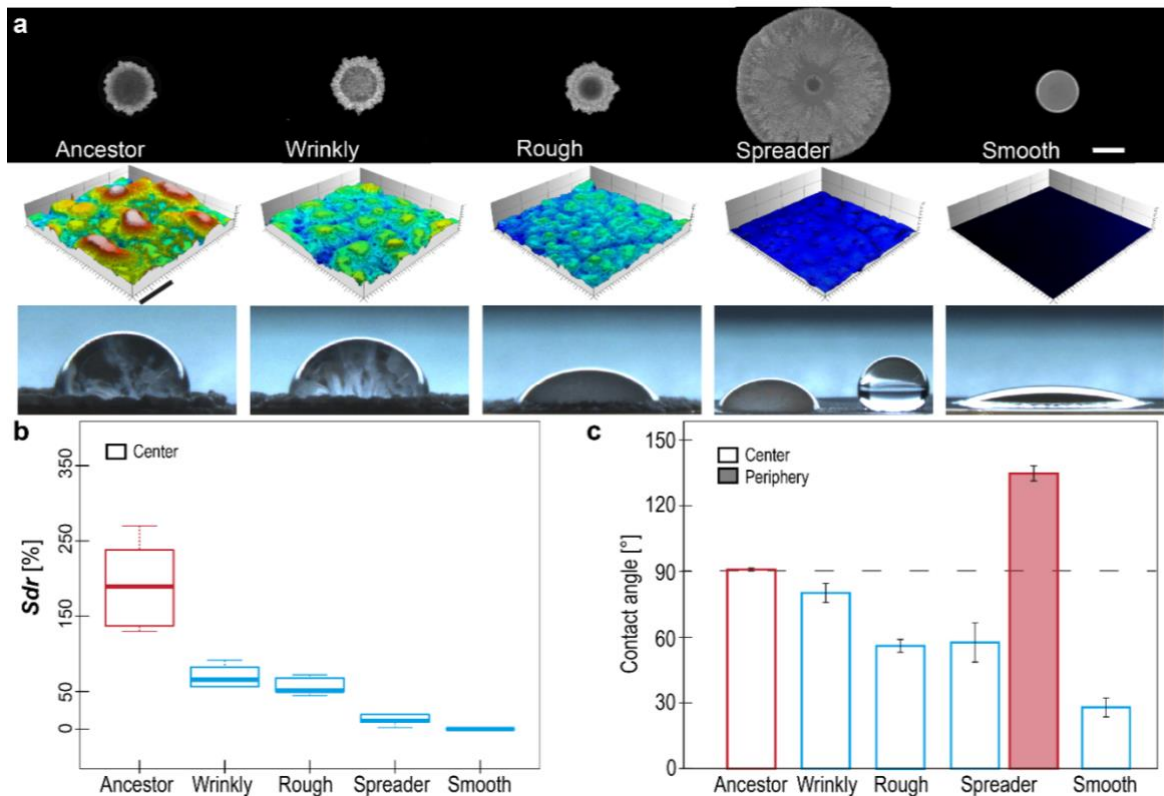 a
Ancestor Wrinkly Rough Spreader Smooth
b
Center
350
250
150
50
0
Sdr [%]
Ancestor Wrinkly Rough Spreader Smooth
c
Center
Periphery
150
120
90
60
30
0
Contact angle [°]
Ancestor Wrinkly Rough Spreader Smooth